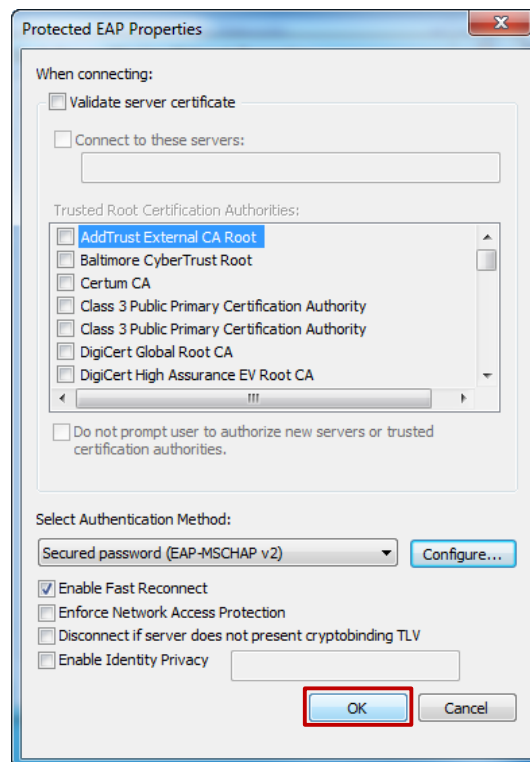 Protected EAP Properties
When connecting:
Validate server certificate
Connect to these servers:
Trusted Root Certification Authorities:
AddTrust External CA Root
Baltimore CyberTrust Root
Certum CA
Class 3 Public Primary Certification Authority
Class 3 Public Primary Certification Authority
DigiCert Global Root CA
DigiCert High Assurance EV Root CA
Do not prompt user to authorize new servers or trusted
certification authorities.
Select Authentication Method:
Secured password (EAP-MSCHAP v2)
Configure...
Enable Fast Reconnect
Enforce Network Access Protection
Disconnect if server does not present cryptobinding TLV
Enable Identity Privacy
OK
Cancel